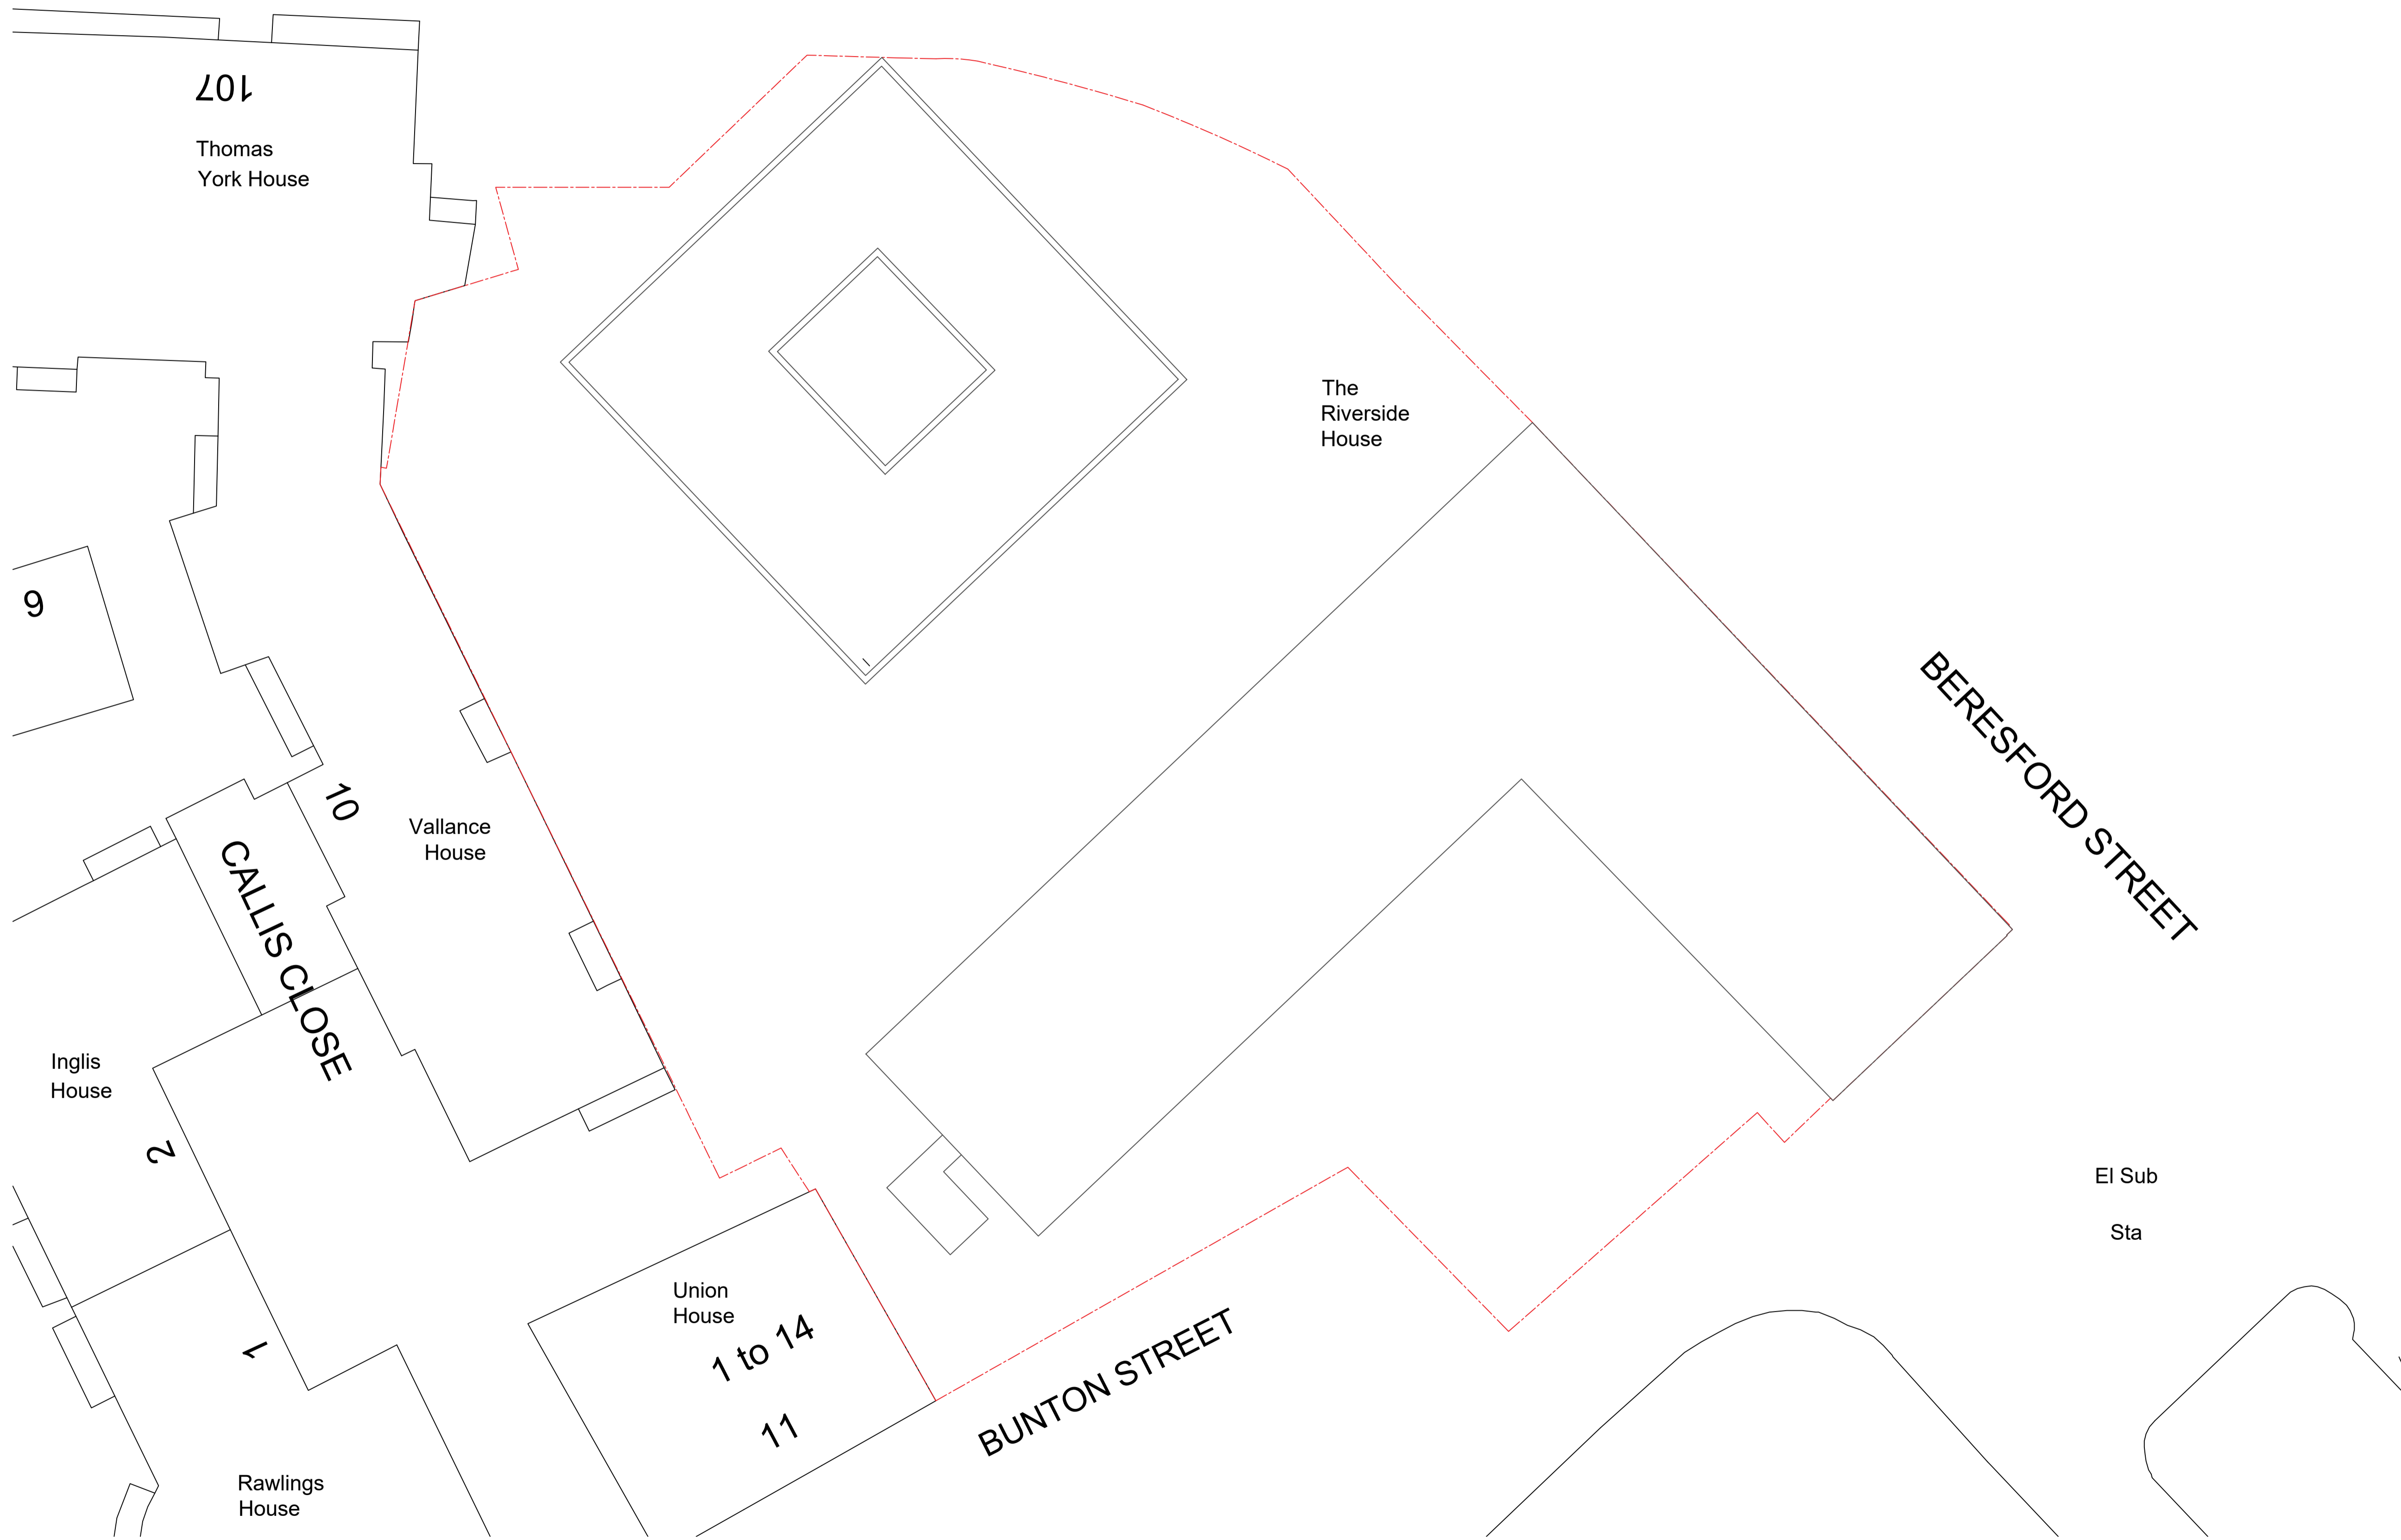 107
Thomas
York House
The
Riverside
House
9
BERESFORD STREET
10
Vallance
House
CALLIS CLOSE
Inglis
House
2
El Sub
Sta
Union
House
1 to 14
1
BUNTON STREET
11
Rawlings
House